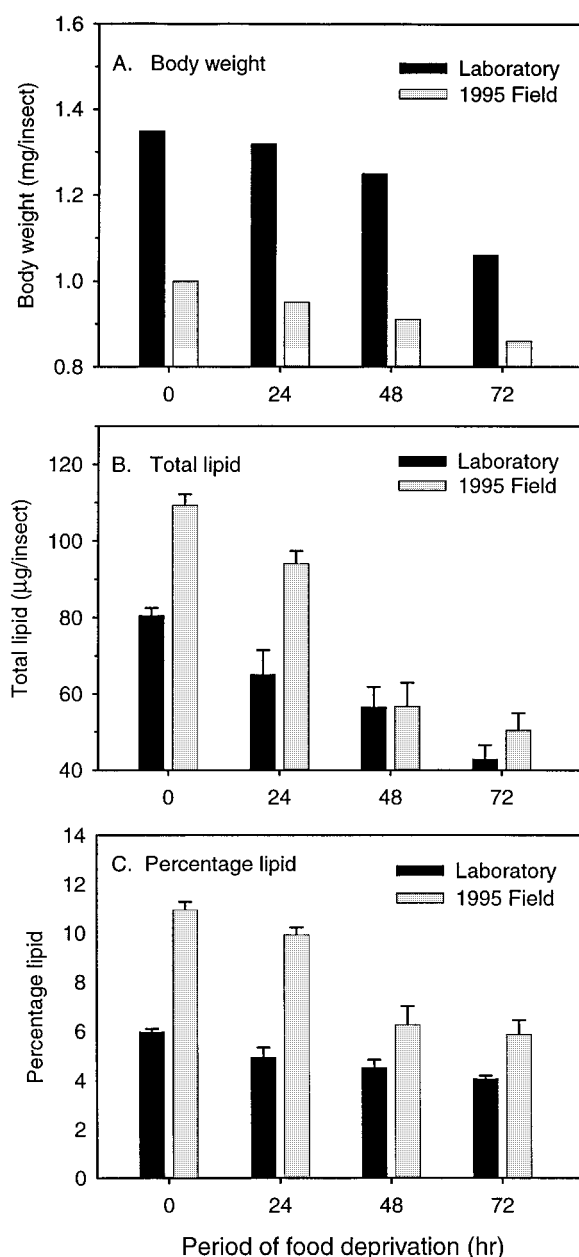 1.6
A. Body weight
Laboratory
1995 Field
1.4
1.2
1.0
0.8
Body weight (mg/insect)
0 24 48 72
B. Total lipid
Laboratory
1995 Field
120
100
80
60
40
Total lipid (μg/insect)
0 24 48 72
14
C. Percentage lipid
Laboratory
1995 Field
12
10
8
6
4
2
0
Percentage lipid
0 24 48 72
Period of food deprivation (hr)